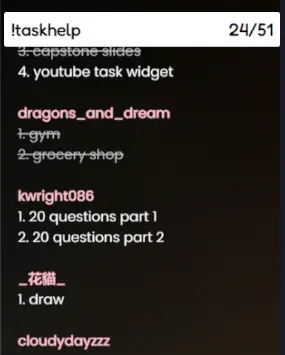 !taskhelp 24/51
3. capstone slides
4. youtube task widget
dragons_and_dream
1. gym
2. grocery shop
kwright086
1. 20 questions part 1
2. 20 questions part 2
_花貓_
1. draw
cloudydayzzz